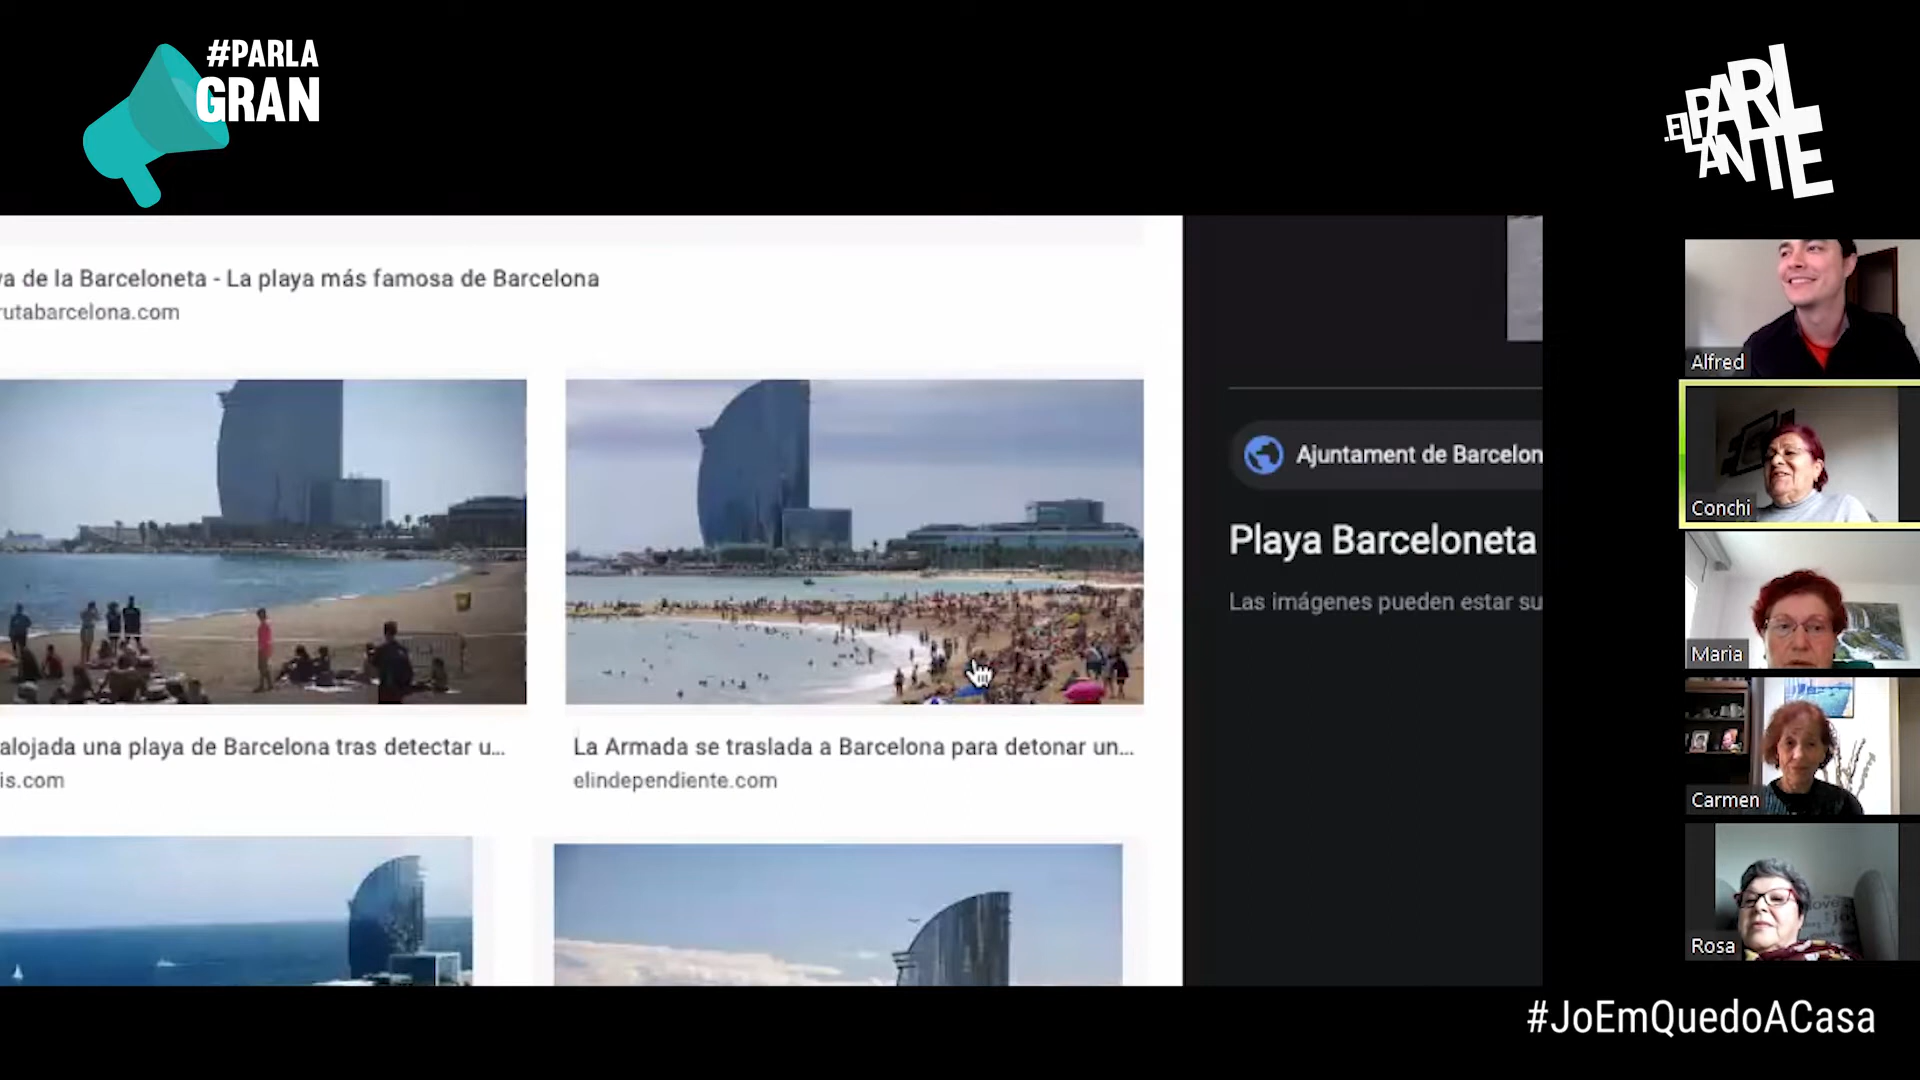 #PARLA
GRAN
.EL PARLANTE
de la Barceloneta - La playa más famosa de Barcelona
rutabarcelona.com
Ajuntament de Barcelon
Playa Barceloneta
Las imágenes pueden estar su
alojada una playa de Barcelona tras detectar u...
is.com
La Armada se traslada a Barcelona para detonar un...
elindependiente.com
Alfred
Conchi
Maria
Carmen
love
Rosa
#JoEmQuedoACasa